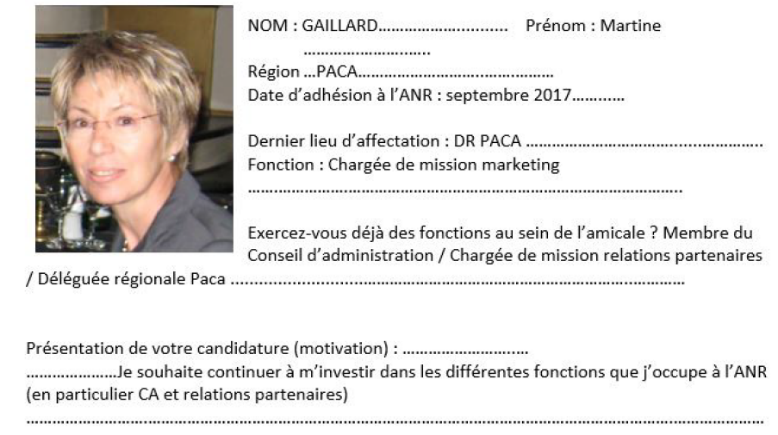 NOM : GAILLARD…………………........... Prénom : Martine
………….……….…….
Région …PACA……………………………….…….………
Date d’adhésion à l’ANR : septembre 2017…….……
Dernier lieu d’affectation : DR PACA ……………………………….……..…………..
Fonction : Chargée de mission marketing
………………………………………………………………………………………………..
Exercez-vous déjà des fonctions au sein de l’amicale ? Membre du
Conseil d’administration / Chargée de mission relations partenaires
/ Déléguée régionale Paca ............................……………………………………………………………..…………
Présentation de votre candidature (motivation) : ……………………..….
…………………Je souhaite continuer à m’investir dans les différentes fonctions que j’occupe à l’ANR
(en particulier CA et relations partenaires)
……………………………………………………………………………………………………………………………………………………………